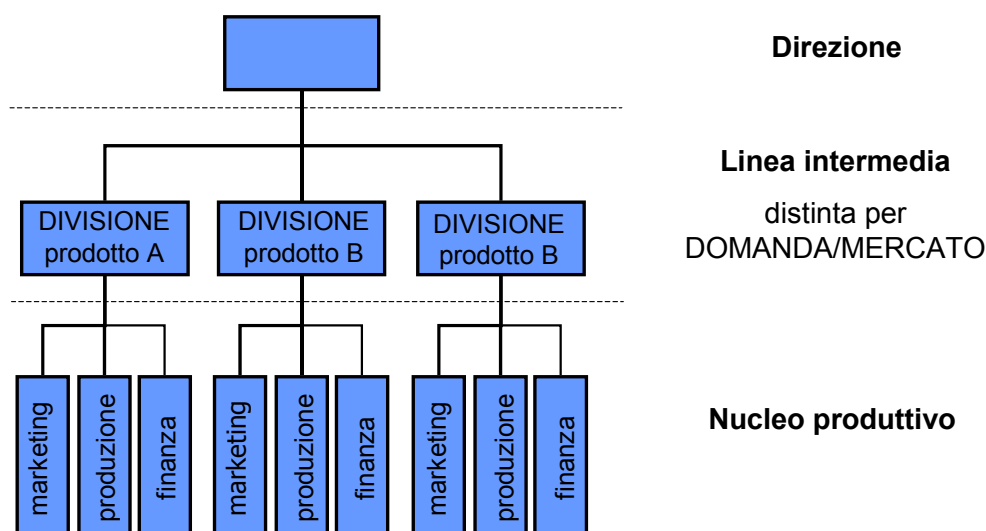 Direzione
Linea intermedia
distinta per
DOMANDA/MERCATO
DIVISIONE
prodotto A
DIVISIONE
prodotto B
DIVISIONE
prodotto B
marketing
produzione
finanza
marketing
produzione
finanza
marketing
produzione
finanza
Nucleo produttivo